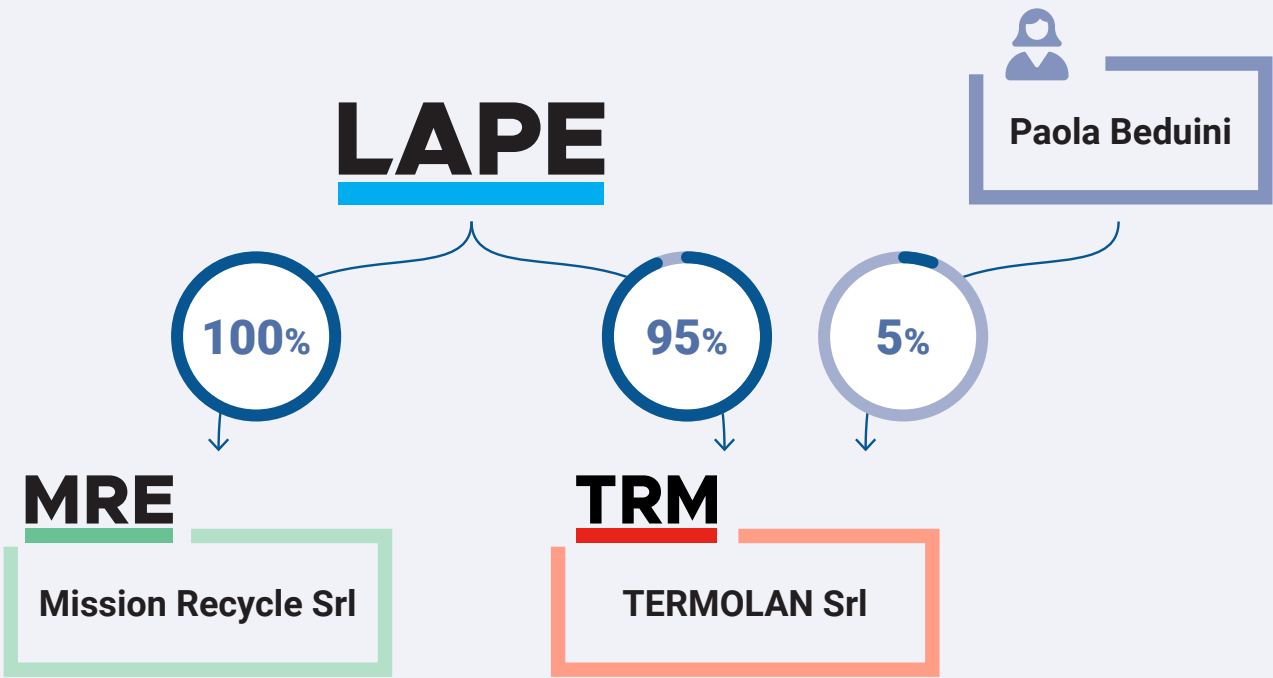 LAPE
Paola Beduini
100%
95%
5%
MRE
Mission Recycle Srl
TRM
TERMOLAN Srl